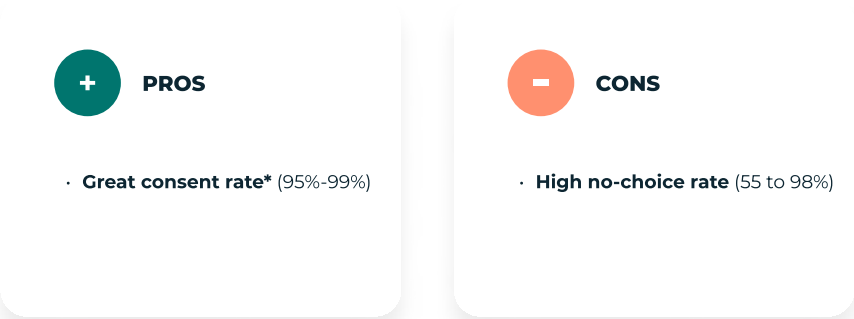 + PROS
· Great consent rate* (95%-99%)
- CONS
· High no-choice rate (55 to 98%)